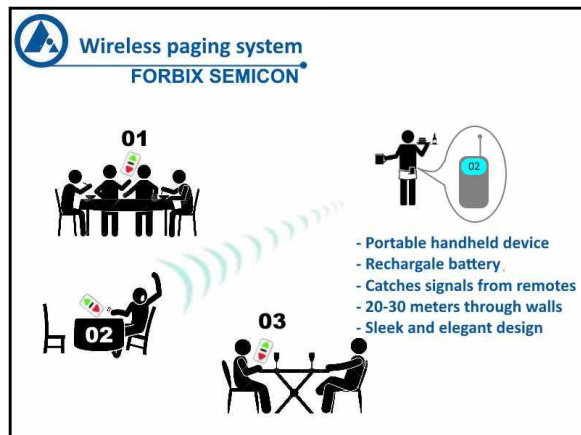 Wireless paging system
FORBIX SEMICON
01
02
- Portable handheld device
- Rechargale battery
- Catches signals from remotes
- 20-30 meters through walls
- Sleek and elegant design
02
03